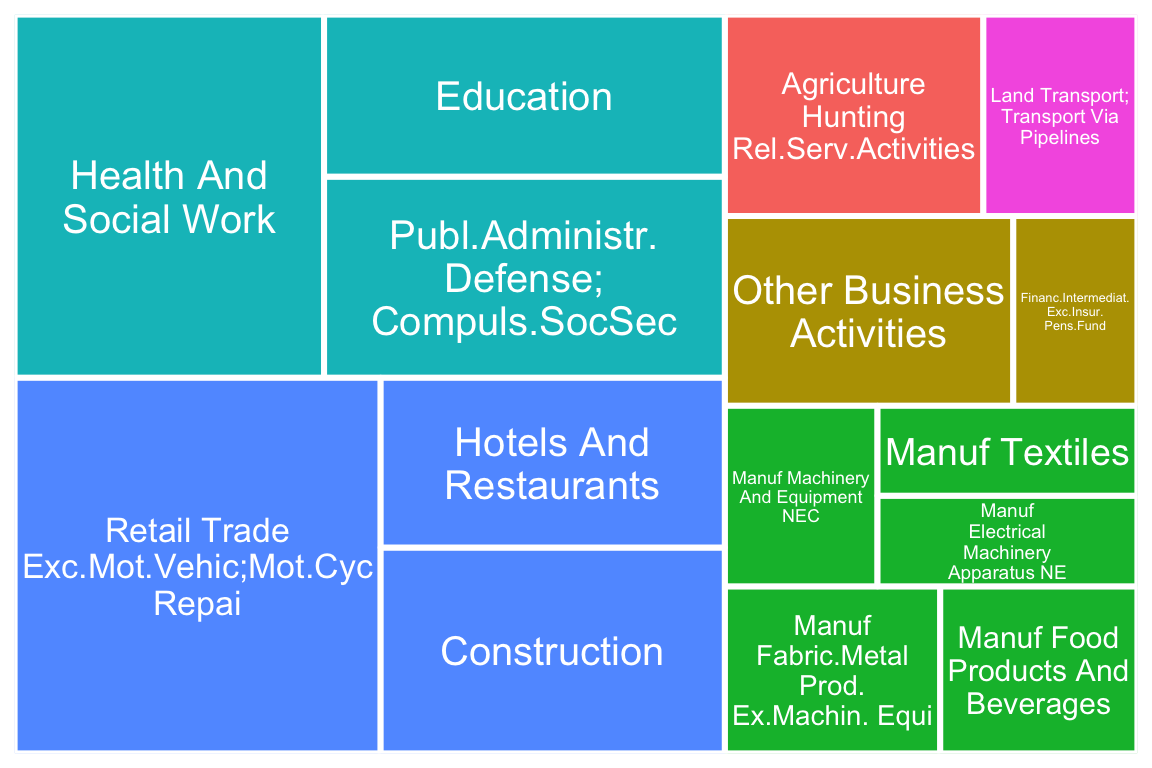 Health And
Social Work
Education
Publ.Administr.
Defense;
Compuls.SocSec
Retail Trade
Exc.Mot.Vehic;Mot.Cyc
Repai
Hotels And
Restaurants
Construction
Agriculture
Hunting
Rel.Serv.Activities
Land Transport;
Transport Via
Pipelines
Other Business
Activities
Financ.Intermediat.
Exc.Insur.
Pens.Fund
Manuf Machinery
And Equipment
NEC
Manuf Textiles
Manuf
Electrical
Machinery
Apparatus NE
Manuf
Fabric.Metal
Prod.
Ex.Machin. Equi
Manuf Food
Products And
Beverages